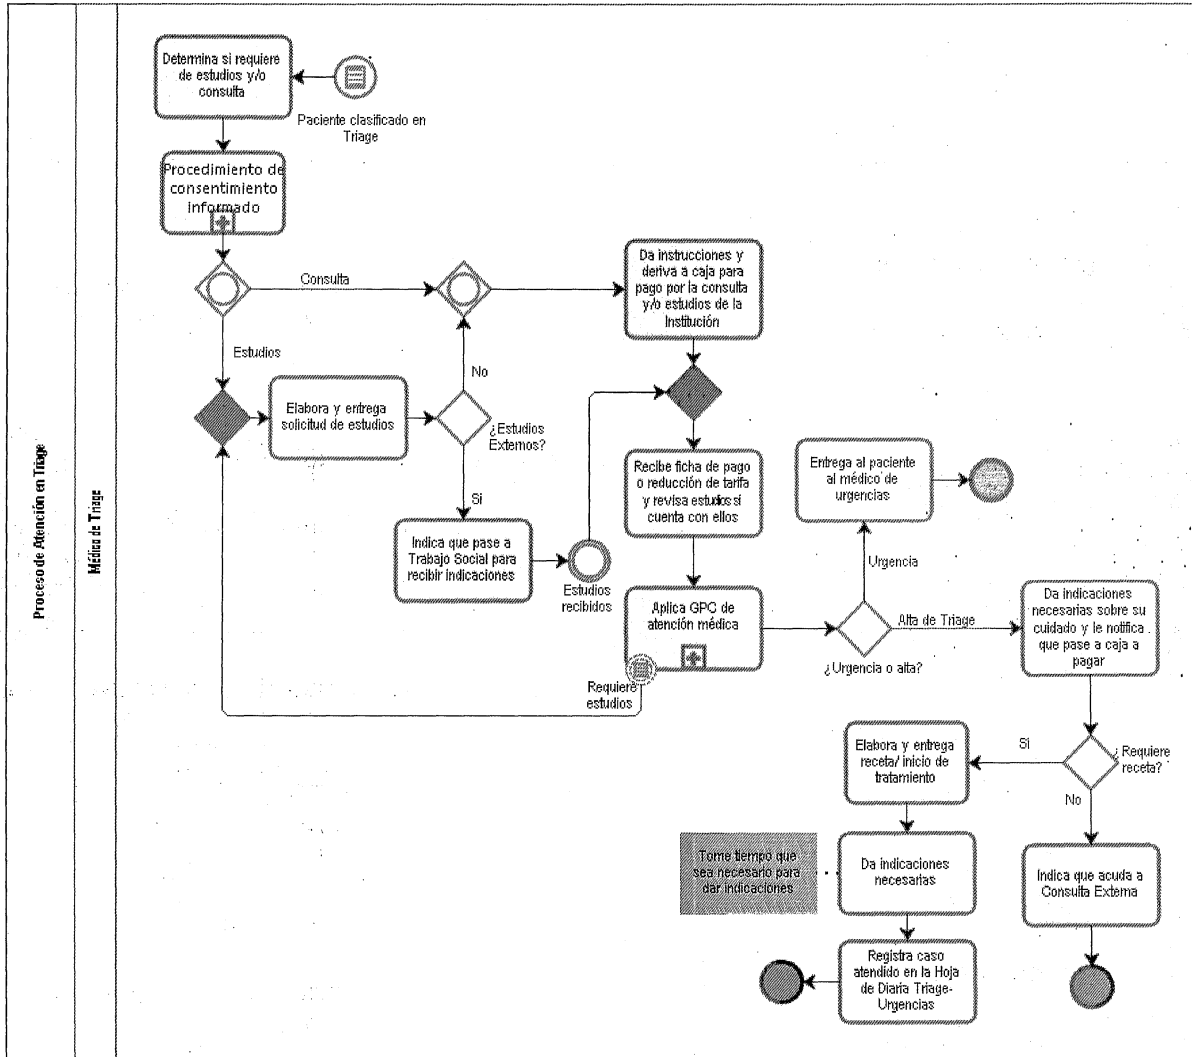 Proceso de Atención en Triage
Médico de Triage
Determina si requiere
de estudios y/o
consulta
Paciente clasificado en
Triage
Procedimiento de
consentimiento
informado
Consulta
Estudios
Da instrucciones y
deriva a caja para
pago por la consulta
y/o estudios de la
Institución
No
Elabora y entrega
solicitud de estudios
¿Estudios
Externos?
Si
Indica que pase a
Trabajo Social para
recibir indicaciones
Estudios
recibidos
Recibe ficha de pago
o reducción de tarifa
y revisa estudios si
cuenta con ellos
Entrega al paciente
al médico de
urgencias
Urgencia
Aplica GPC de
atención médica
Requiere
estudios
¿Urgencia o alta?
Alta de Triage
Da indicaciones
necesarias sobre su
cuidado y le notifica
que pase a caja a
pagar
¿Requiere
receta?
Si
No
Elabora y entrega
receta/ inicio de
tratamiento
Tome tiempo que
sea necesario para
dar indicaciones
Da indicaciones
necesarias
Indica que acuda a
Consulta Externa
Registra caso
atendido en la Hoja
de Diaria Triage-
Urgencias